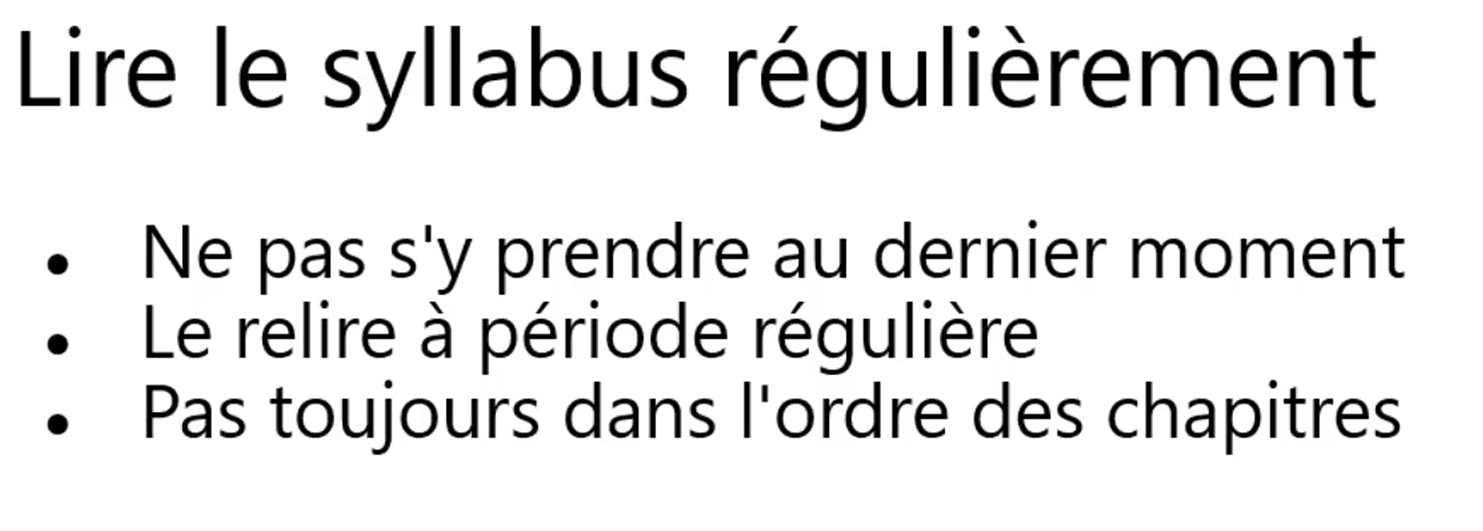 Lire le syllabus régulièrement
• Ne pas s'y prendre au dernier moment
• Le relire à période régulière
• Pas toujours dans l'ordre des chapitres